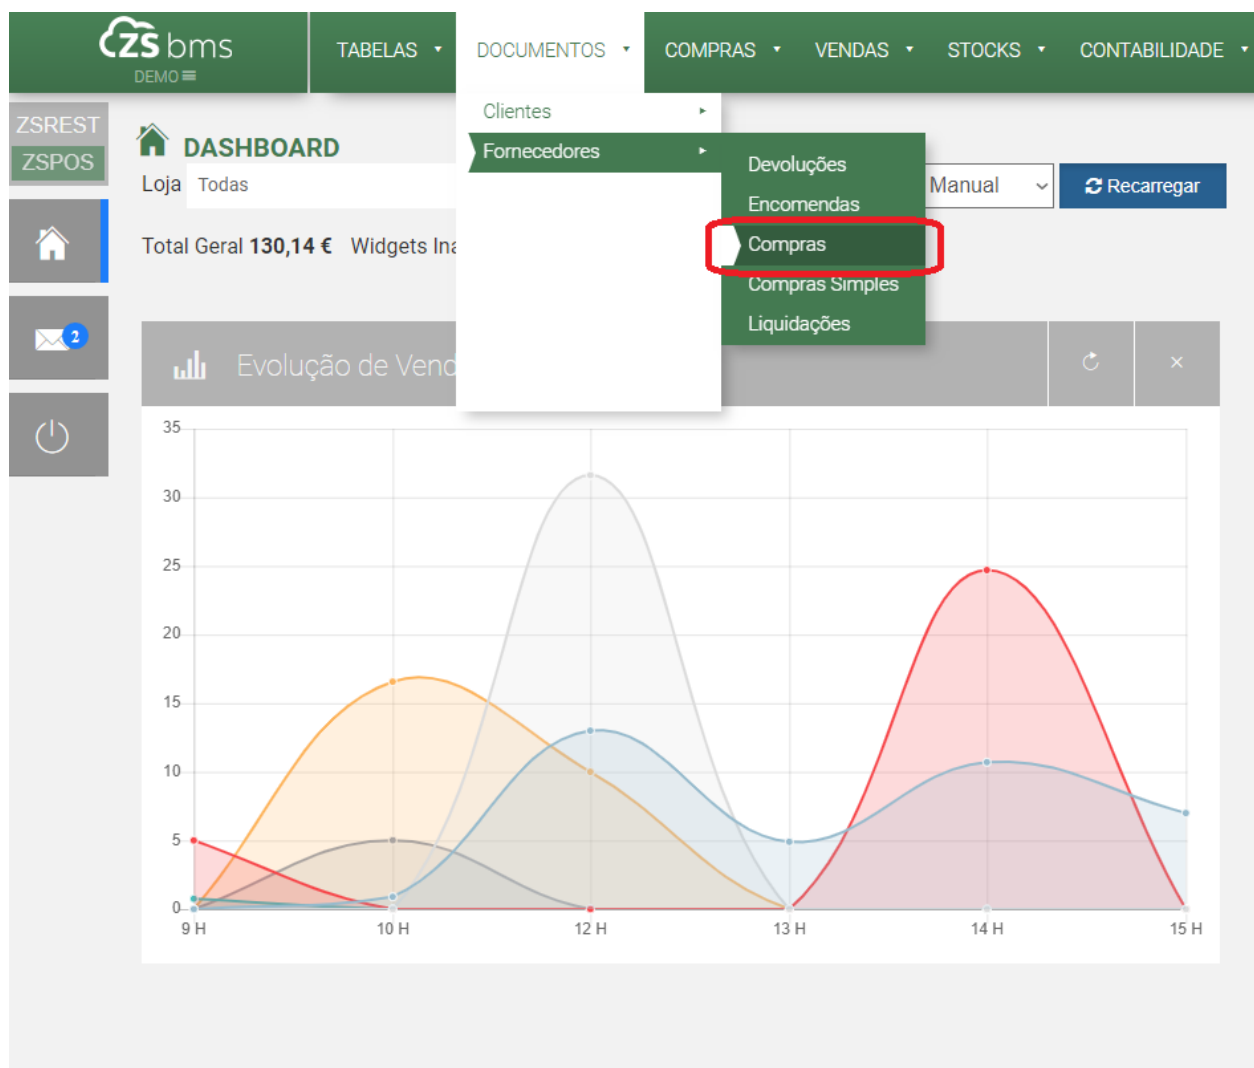 ZS bms
DEMO
TABELAS
DOCUMENTOS
COMPRAS
VENDAS
STOCKS
CONTABILIDADE
Clientes
Fornecedores
Devoluções
Encomendas
Compras
Compras Simples
Liquidações
ZSREST
ZSPOS
DASHBOARD
Loja Todas
Manual
Recarregar
Total Geral 130,14 € Widgets
2
Evolução de
35
30
25
20
15
10
5
0
9 H 10 H 12 H 13 H 14 H 15 H